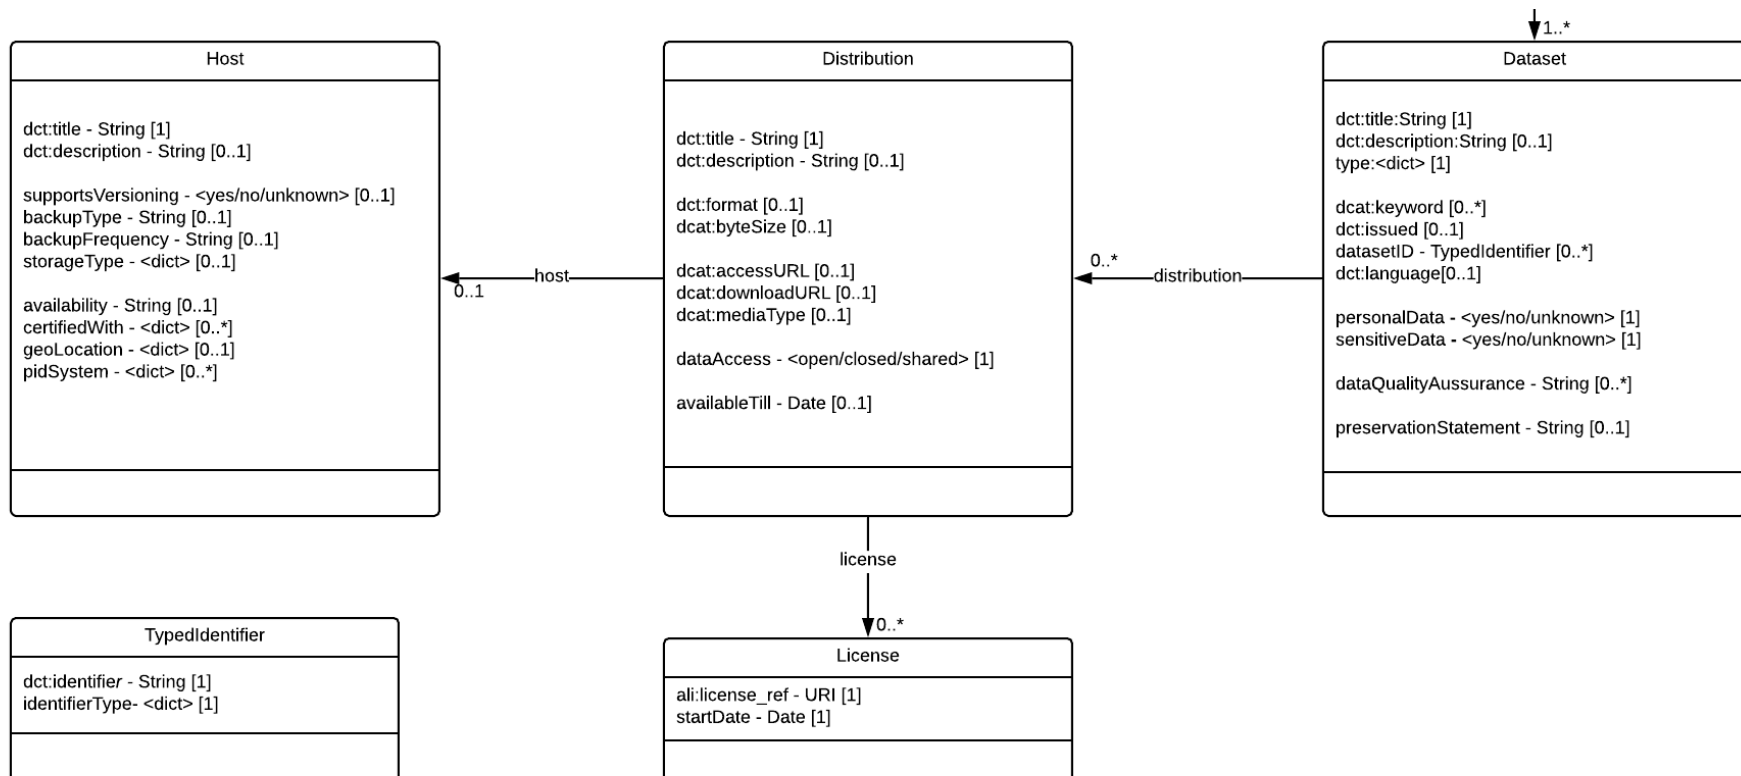 1..*
Host
dct:title - String [1]
dct:description - String [0..1]
supportsVersioning - <yes/no/unknown> [0..1]
backupType - String [0..1]
backupFrequency - String [0..1]
storageType - <dict> [0..1]
availability - String [0..1]
certifiedWith - <dict> [0..*]
geoLocation - <dict> [0..1]
pidSystem - <dict> [0..*]
0..1
host
Distribution
dct:title - String [1]
dct:description - String [0..1]
dct:format [0..1]
dcat:byteSize [0..1]
dcat:accessURL [0..1]
dcat:downloadURL [0..1]
dcat:mediaType [0..1]
dataAccess - <open/closed/shared> [1]
availableTill - Date [0..1]
0..*
distribution
Dataset
dct:title:String [1]
dct:description:String [0..1]
type:<dict> [1]
dcat:keyword [0..*]
dct:issued [0..1]
datasetID - TypedIdentifier [0..*]
dct:language[0..1]
personalData - <yes/no/unknown> [1]
sensitiveData - <yes/no/unknown> [1]
dataQualityAussurance - String [0..*]
preservationStatement - String [0..1]
license
0..*
TypedIdentifier
dct:identifier - String [1]
identifierType- <dict> [1]
License
ali:license_ref - URI [1]
startDate - Date [1]